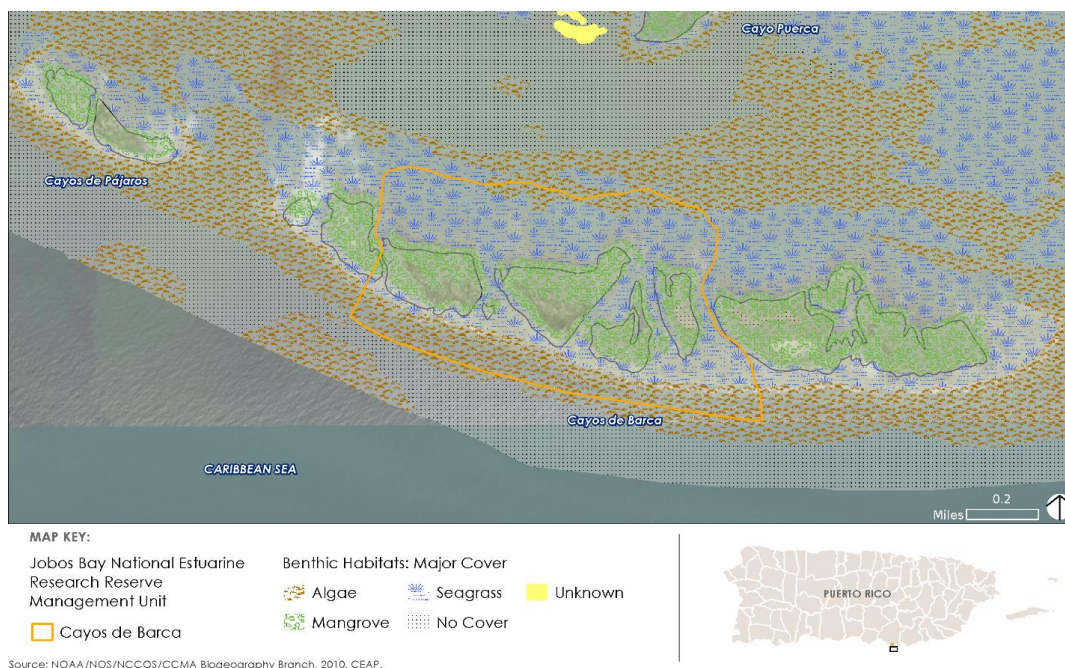 Cayo Puerca
Cayos de Pájaros
Cayos de Barca
CARIBBEAN SEA
0.2
Miles
MAP KEY:
Jobos Bay National Estuarine
Research Reserve
Management Unit
Cayos de Barca
Benthic Habitats: Major Cover
Algae
Seagrass
Unknown
Mangrove
No Cover
PUERTO RICO
Source: NOAA/NOS/NCCOS/CCMA Biogeography Branch, 2010, CEAP.